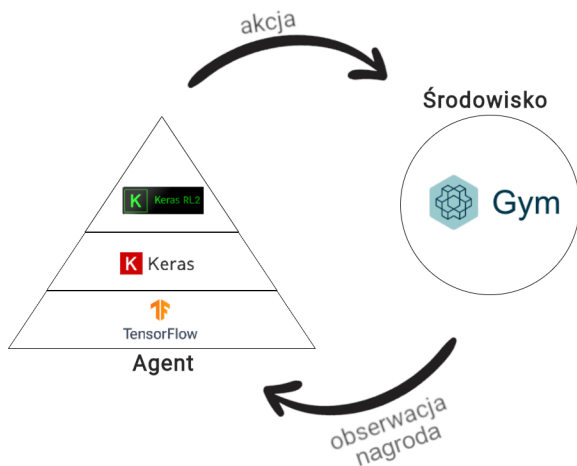 akcja
Środowisko
K Keras RL2
Gym
K Keras
TensorFlow
Agent
obserwacja
nagroda